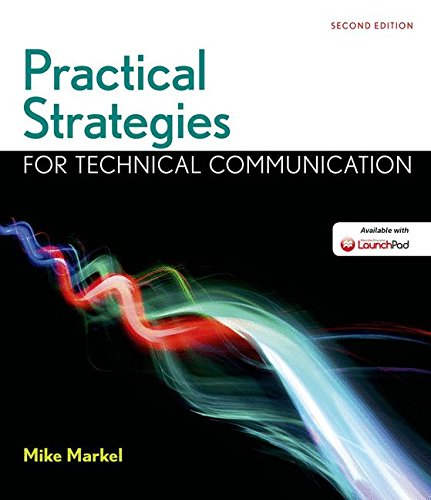 SECOND EDITION
Practical
Strategies
FOR TECHNICAL COMMUNICATION
Available with
LaunchPad
Mike Markel